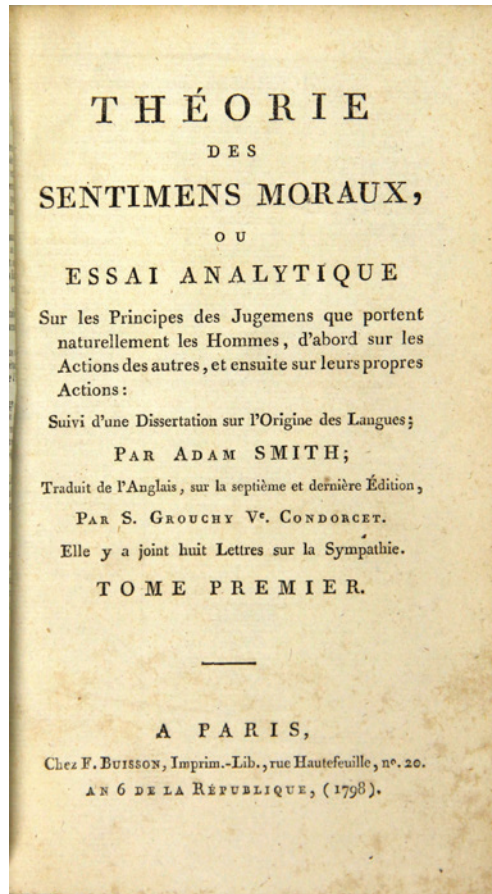 THÉORIE
DES
SENTIMENS MORAUX,
OU
ESSAI ANALYTIQUE
Sur les Principes des Jugemens que portent
naturellement les Hommes, d'abord sur les
Actions des autres, et ensuite sur leurs propres
Actions:
Suivi d'une Dissertation sur l'Origine des Langues;
PAR ADAM SMITH;
Traduit de l'Anglais, sur la septième et dernière Édition,
PAR S. GROUCHY Ve. CONDORCET.
Elle y a joint huit Lettres sur la Sympathie.
TOME PREMIER.
A PARIS,
Chez F. BUISSON, Imprim.-Lib., rue Hautefeuille, no. 20.
AN 6 DE LA RÉPUBLIQUE, (1798).